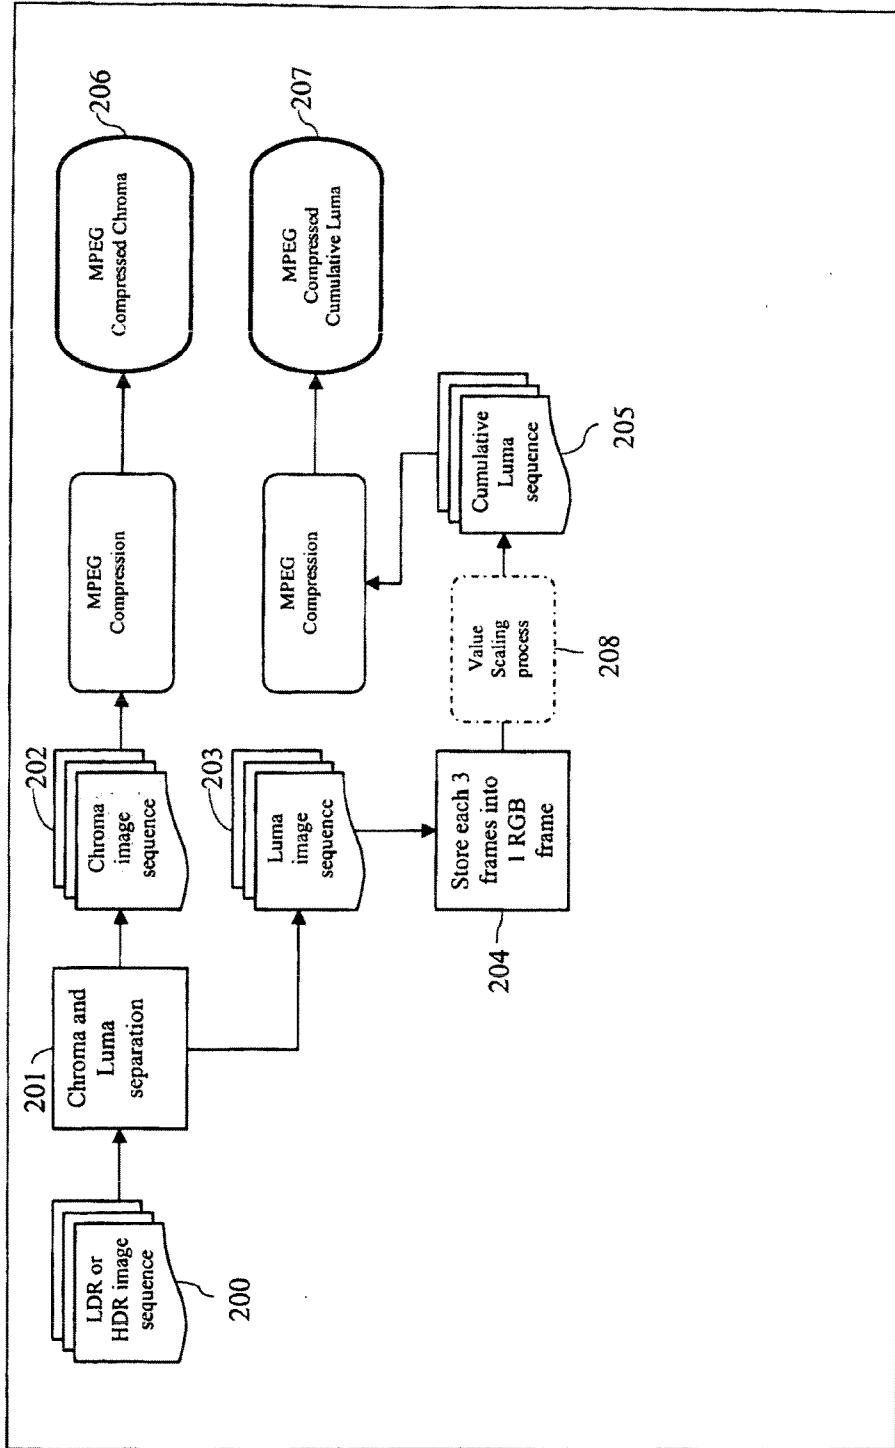 LDR or
HDR image
sequence
200
201
Chroma and
Luma
separation
202
Chroma
image
sequence
MPEG
Compression
206
MPEG
Compressed Chroma
203
Luma
image
sequence
MPEG
Compression
207
MPEG
Compressed
Cumulative Luma
204
Store each 3
frames into
1 RGB
frame
Value
Scaling
process
208
Cumulative
Luma
sequence
205